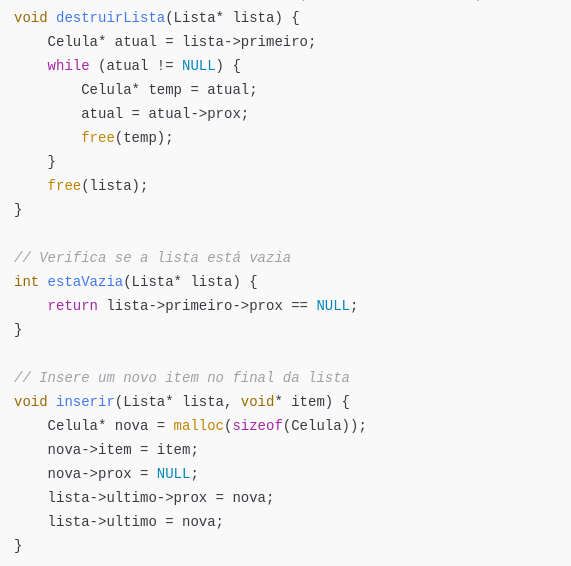 void destruirLista(Lista* lista) {
    Celula* atual = lista->primeiro;
    while (atual != NULL) {
        Celula* temp = atual;
        atual = atual->prox;
        free(temp);
    }
    free(lista);
}

// Verifica se a lista está vazia
int estaVazia(Lista* lista) {
    return lista->primeiro->prox == NULL;
}

// Insere um novo item no final da lista
void inserir(Lista* lista, void* item) {
    Celula* nova = malloc(sizeof(Celula));
    nova->item = item;
    nova->prox = NULL;
    lista->ultimo->prox = nova;
    lista->ultimo = nova;
}